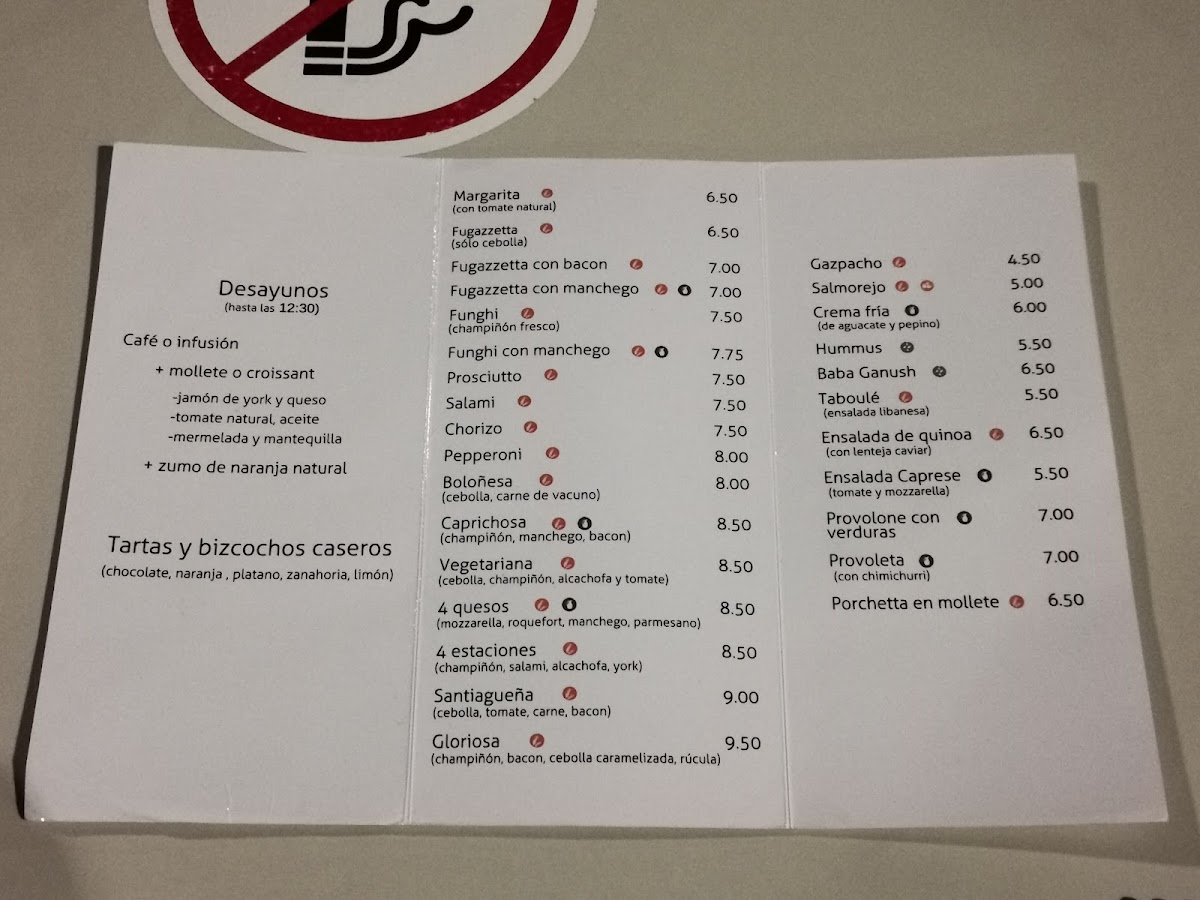 Desayunos
(hasta las 12:30)
Café o infusión
+ mollete o croissant
-jamón de york y queso
-tomate natural, aceite
-mermelada y mantequilla
+ zumo de naranja natural
Tartas y bizcochos caseros
(chocolate, naranja , platano, zanahoria, limón)
Margarita 6.50
(con tomate natural)
Fugazzetta 6.50
(sólo cebolla)
Fugazzetta con bacon 7.00
Fugazzetta con manchego 7.00
Funghi 7.50
(champiñón fresco)
Funghi con manchego 7.75
Prosciutto 7.50
Salami 7.50
Chorizo 7.50
Pepperoni 8.00
Boloñesa 8.00
(cebolla, carne de vacuno)
Caprichosa 8.50
(champiñón, manchego, bacon)
Vegetariana 8.50
(cebolla, champiñón, alcachofa y tomate)
4 quesos 8.50
(mozzarella, roquefort, manchego, parmesano)
4 estaciones 8.50
(champiñón, salami, alcachofa, york)
Santiagueña 9.00
(cebolla, tomate, carne, bacon)
Gloriosa 9.50
(champiñón, bacon, cebolla caramelizada, rúcula)
Gazpacho 4.50
Salmorejo 5.00
Crema fría 6.00
(de aguacate y pepino)
Hummus 5.50
Baba Ganush 6.50
Taboulé 5.50
(ensalada libanesa)
Ensalada de quinoa 6.50
(con lenteja caviar)
Ensalada Caprese 5.50
(tomate y mozzarella)
Provolone con 7.00
verduras
Provoleta 7.00
(con chimichurri)
Porchetta en mollete 6.50